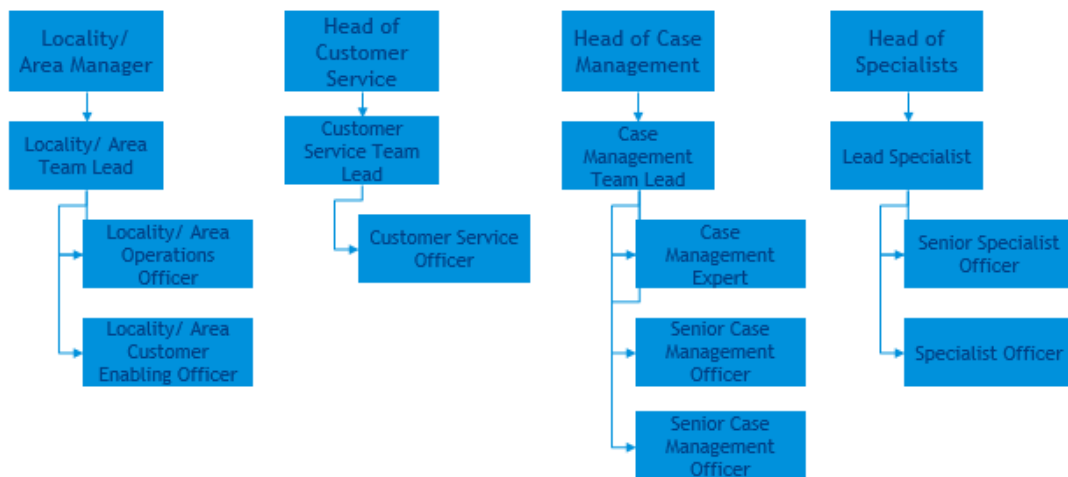 Locality/
Area Manager
Head of
Customer
Service
Head of Case
Management
Head of
Specialists
Locality/ Area
Team Lead
Customer
Service Team
Lead
Case
Management
Team Lead
Lead Specialist
Locality/ Area
Operations
Officer
Customer Service
Officer
Case
Management
Expert
Senior Specialist
Officer
Locality/ Area
Customer
Enabling Officer
Senior Case
Management
Officer
Specialist Officer
Senior Case
Management
Officer